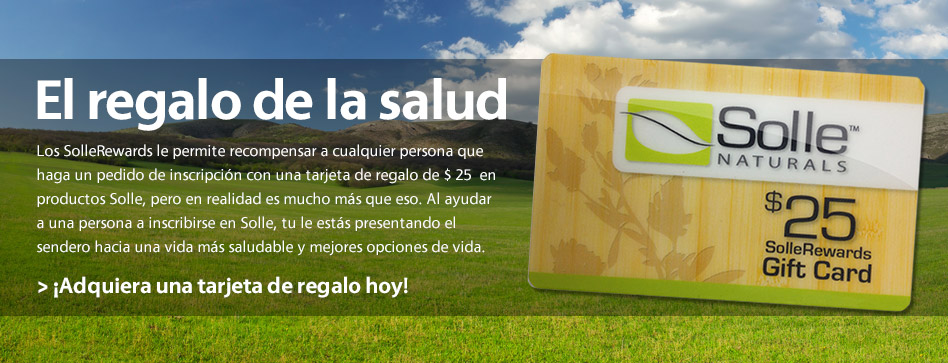 El regalo de la salud
Los SolleRewards le permite recompensar a cualquier persona que
haga un pedido de inscripción con una tarjeta de regalo de $ 25 en
productos Solle, pero en realidad es mucho más que eso. Al ayudar
a una persona a inscribirse en Solle, tu le estás presentando el
sendero hacia una vida más saludable y mejores opciones de vida.
> ¡Adquiera una tarjeta de regalo hoy!
Solle™
NATURALS
$25
SolleRewards
Gift Card